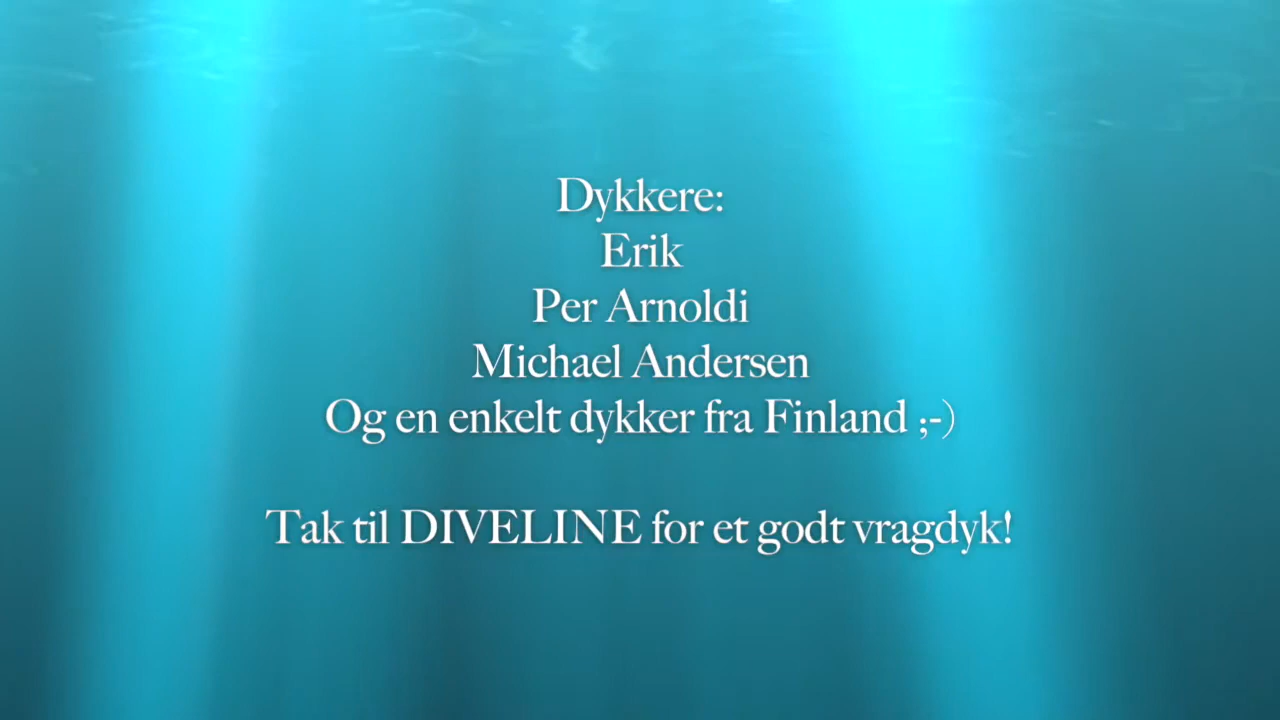 Dykkere:
Erik
Per Arnoldi
Michael Andersen
Og en enkelt dykker fra Finland ;-)
Tak til DIVELINE for et godt vragdyk!